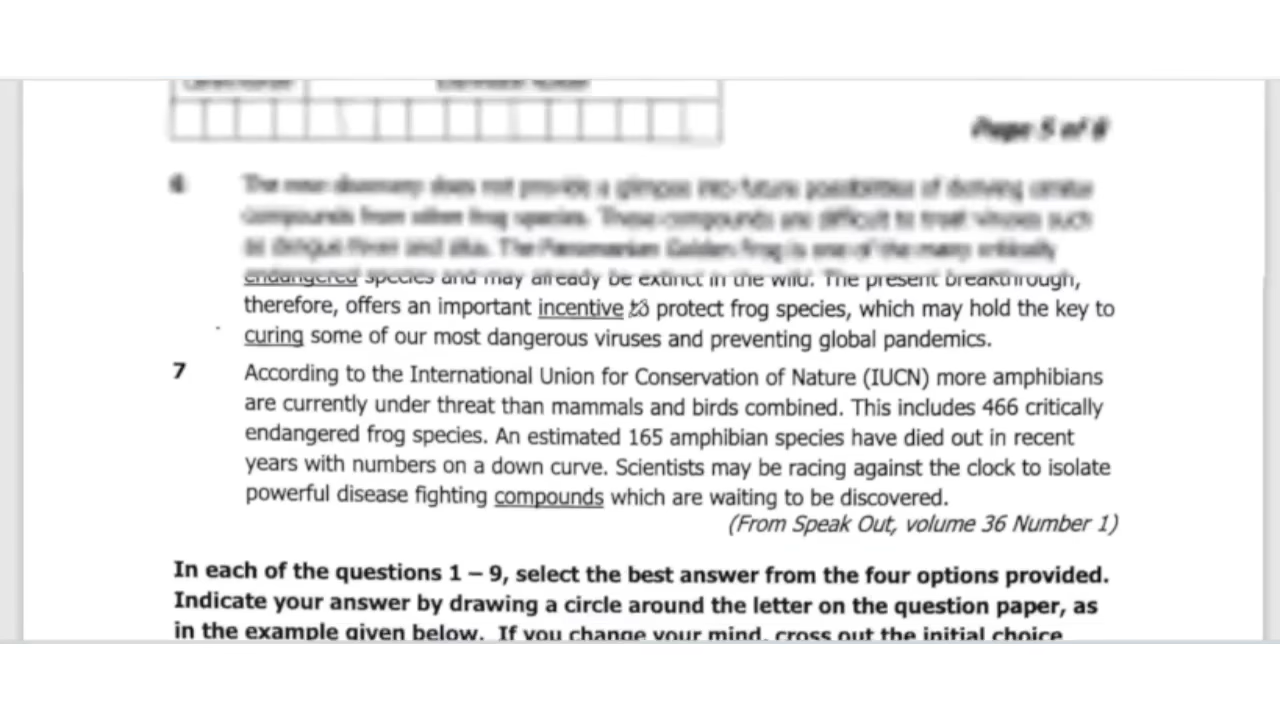 Page 5 of 8
6
endangered species and may already be extinct in the wild. The present breakthrough,
therefore, offers an important incentive to protect frog species, which may hold the key to
curing some of our most dangerous viruses and preventing global pandemics.
7 According to the International Union for Conservation of Nature (IUCN) more amphibians
are currently under threat than mammals and birds combined. This includes 466 critically
endangered frog species. An estimated 165 amphibian species have died out in recent
years with numbers on a down curve. Scientists may be racing against the clock to isolate
powerful disease fighting compounds which are waiting to be discovered.
(From Speak Out, volume 36 Number 1)
In each of the questions 1 – 9, select the best answer from the four options provided.
Indicate your answer by drawing a circle around the letter on the question paper, as
in the example given below. If you change your mind, cross out the initial choice